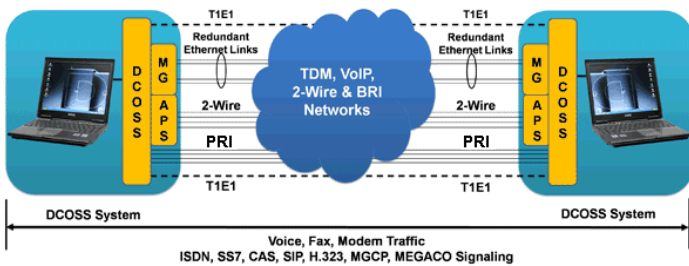 T1E1
T1E1
Redundant
Ethernet Links
Redundant
Ethernet Links
DCOSS
MG
APS
TDM, VoIP,
2-Wire & BRI
Networks
MG
APS
DCOSS
2-Wire
2-Wire
PRI
PRI
T1E1
T1E1
DCOSS System
DCOSS System
Voice, Fax, Modem Traffic
ISDN, SS7, CAS, SIP, H.323, MGCP, MEGACO Signaling